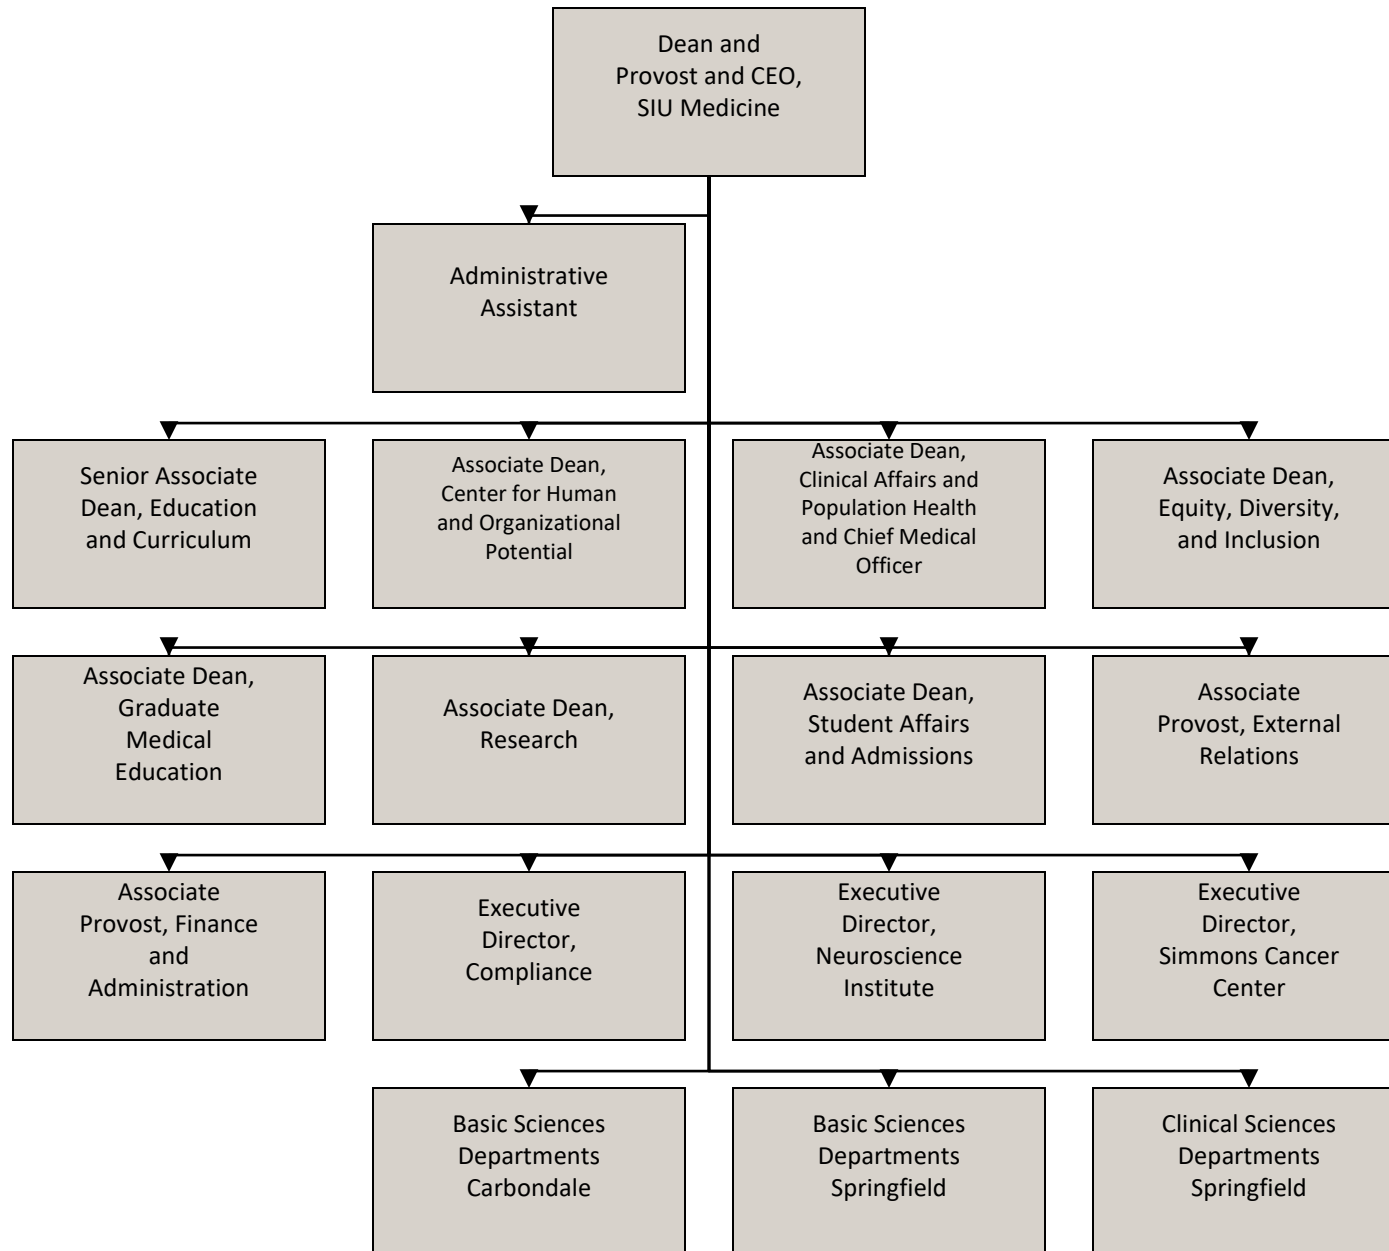 Dean and
Provost and CEO,
SIU Medicine
Administrative
Assistant
Senior Associate
Dean, Education
and Curriculum
Associate Dean,
Center for Human
and Organizational
Potential
Associate Dean,
Clinical Affairs and
Population Health
and Chief Medical
Officer
Associate Dean,
Equity, Diversity,
and Inclusion
Associate Dean,
Graduate
Medical
Education
Associate Dean,
Research
Associate Dean,
Student Affairs
and Admissions
Associate
Provost, External
Relations
Associate
Provost, Finance
and
Administration
Executive
Director,
Compliance
Executive
Director,
Neuroscience
Institute
Executive
Director,
Simmons Cancer
Center
Basic Sciences
Departments
Carbondale
Basic Sciences
Departments
Springfield
Clinical Sciences
Departments
Springfield